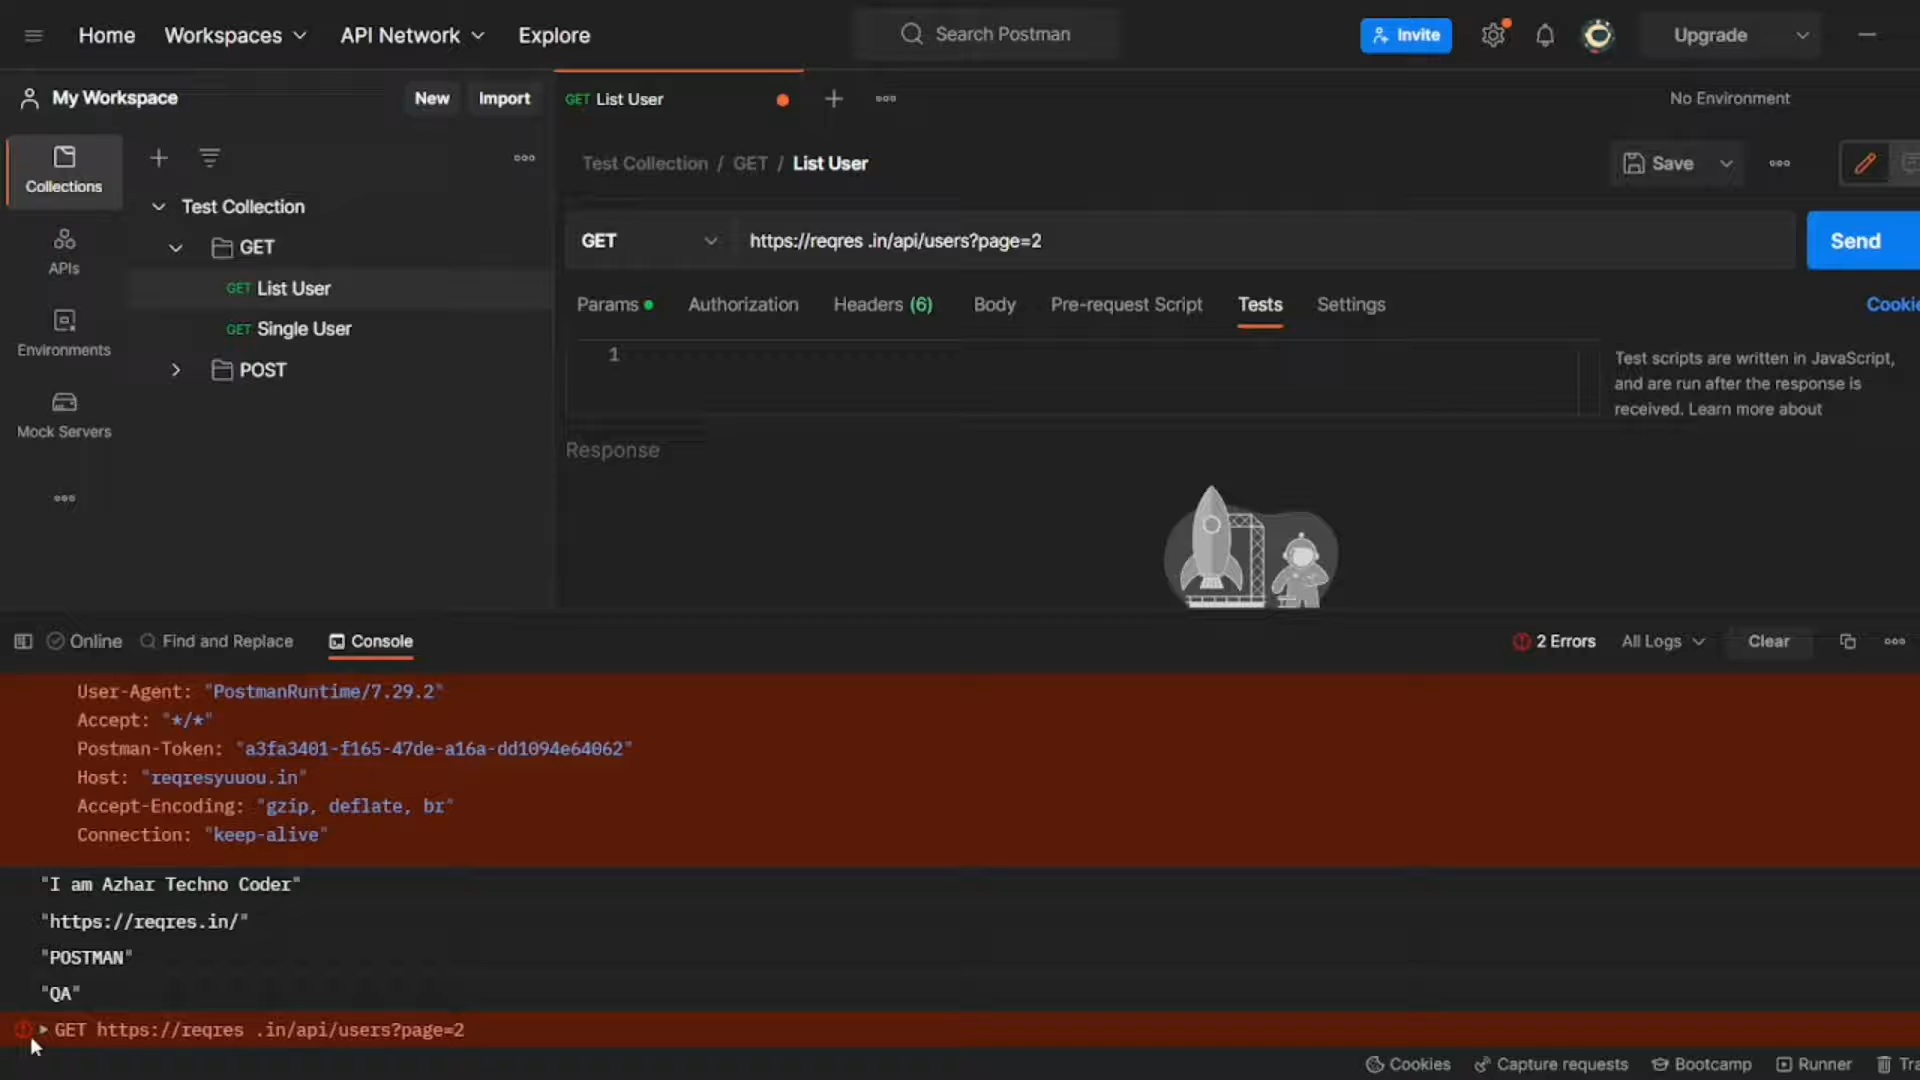 Home Workspaces API Network Explore Search Postman Invite Upgrade
My Workspace New Import GET List User No Environment
Collections
APIs
Environments
Mock Servers
Test Collection
GET
GET List User
GET Single User
POST
Test Collection / GET / List User Save
GET https://reqres .in/api/users?page=2 Send
Params Authorization Headers (6) Body Pre-request Script Tests Settings Cookie
1
Test scripts are written in JavaScript,
and are run after the response is
received. Learn more about
Response
Online Find and Replace Console 2 Errors All Logs Clear
User-Agent: "PostmanRuntime/7.29.2"
Accept: "*/*"
Postman-Token: "a3fa3401-f165-47de-a16a-dd1094e64062"
Host: "reqresyuuou.in"
Accept-Encoding: "gzip, deflate, br"
Connection: "keep-alive"
"I am Azhar Techno Coder"
"https://reqres.in/"
"POSTMAN"
"QA"
GET https://reqres .in/api/users?page=2
Cookies Capture requests Bootcamp Runner Tra